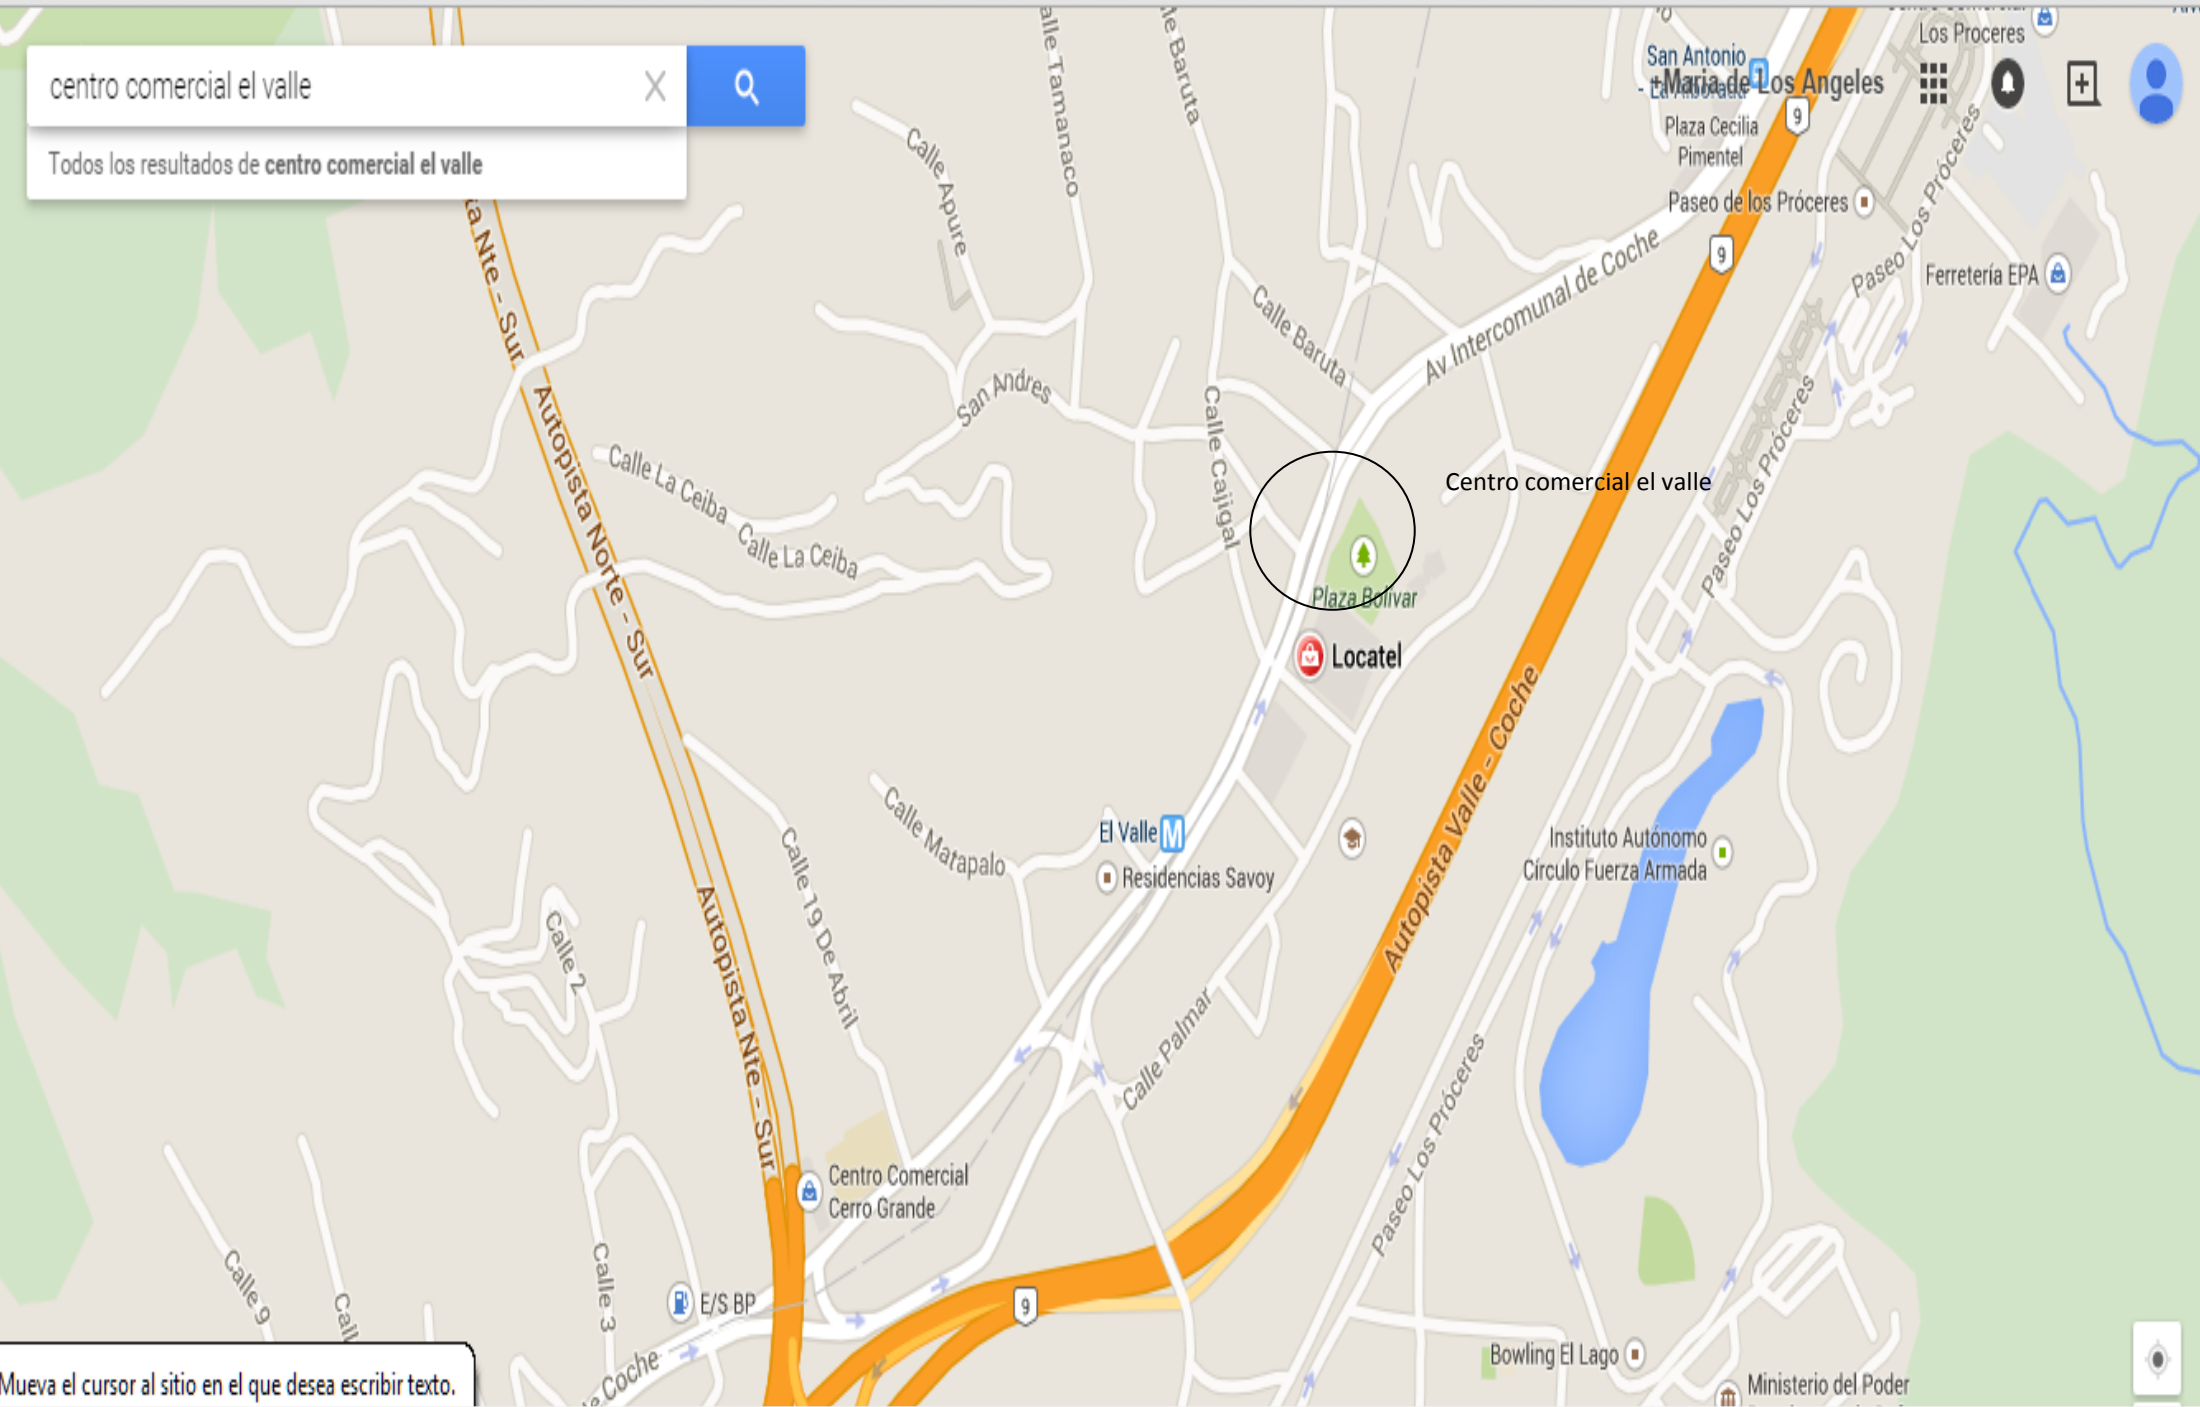 centro comercial el valle
Todos los resultados de centro comercial el valle
Los Proceres
San Antonio
+Maria de Los Angeles
Plaza Cecilia
Pimentel
9
Paseo de los Próceres
9
Paseo Los Próceres
Ferretería EPA
Calle Apure
Calle Baruta
Av Intercomunal de Coche
ta Nte - Sur
San Andres
Calle Cajigal
Autopista Norte - Sur
Calle La Ceiba
Calle La Ceiba
Centro comercial el valle
Paseo Los Próceres
Plaza Bolívar
Locatel
Autopista Valle - Coche
El Valle
M
Residencias Savoy
Calle Matapalo
Calle 19 De Abril
Instituto Autónomo
Círculo Fuerza Armada
Calle 2
Autopista Nte - Sur
Calle Palmar
Paseo Los Próceres
Centro Comercial
Cerro Grande
Calle 9
Calle 3
E/S BP
9
Bowling El Lago
Coche
Ministerio del Poder
Mueva el cursor al sitio en el que desea escribir texto.